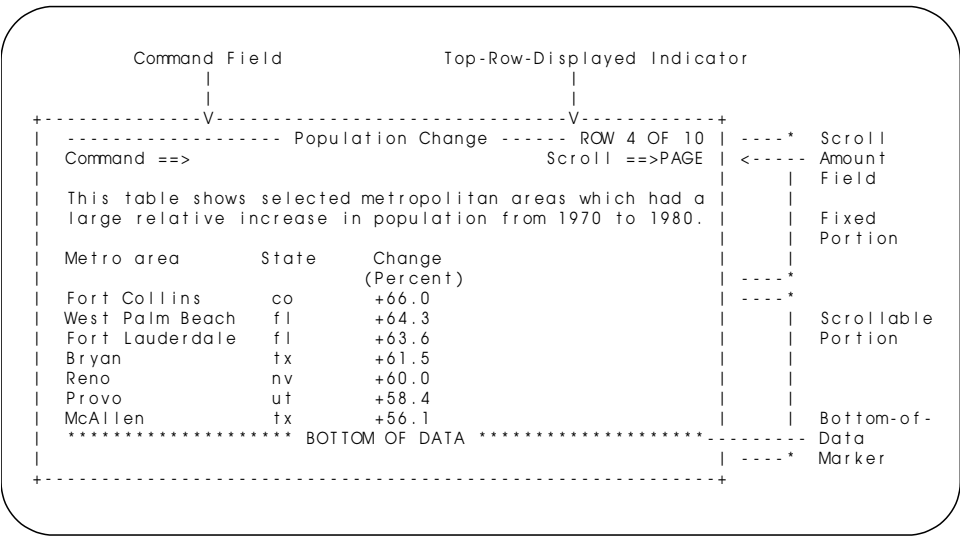 Command Field Top-Row-Displayed Indicator
------------------- Population Change ------ ROW 4 OF 10 ----* Scroll
Command ==> Scroll ==>PAGE <----- Amount
Field
This table shows selected metropolitan areas which had a
large relative increase in population from 1970 to 1980. Fixed
Portion
Metro area State Change
(Percent) ----*
Fort Collins co +66.0 ----*
West Palm Beach fl +64.3 Scrollable
Fort Lauderdale fl +63.6 Portion
Bryan tx +61.5
Reno nv +60.0
Provo ut +58.4
McAllen tx +56.1 Bottom-of-
******************** BOTTOM OF DATA ******************** --------- Data
----* Marker